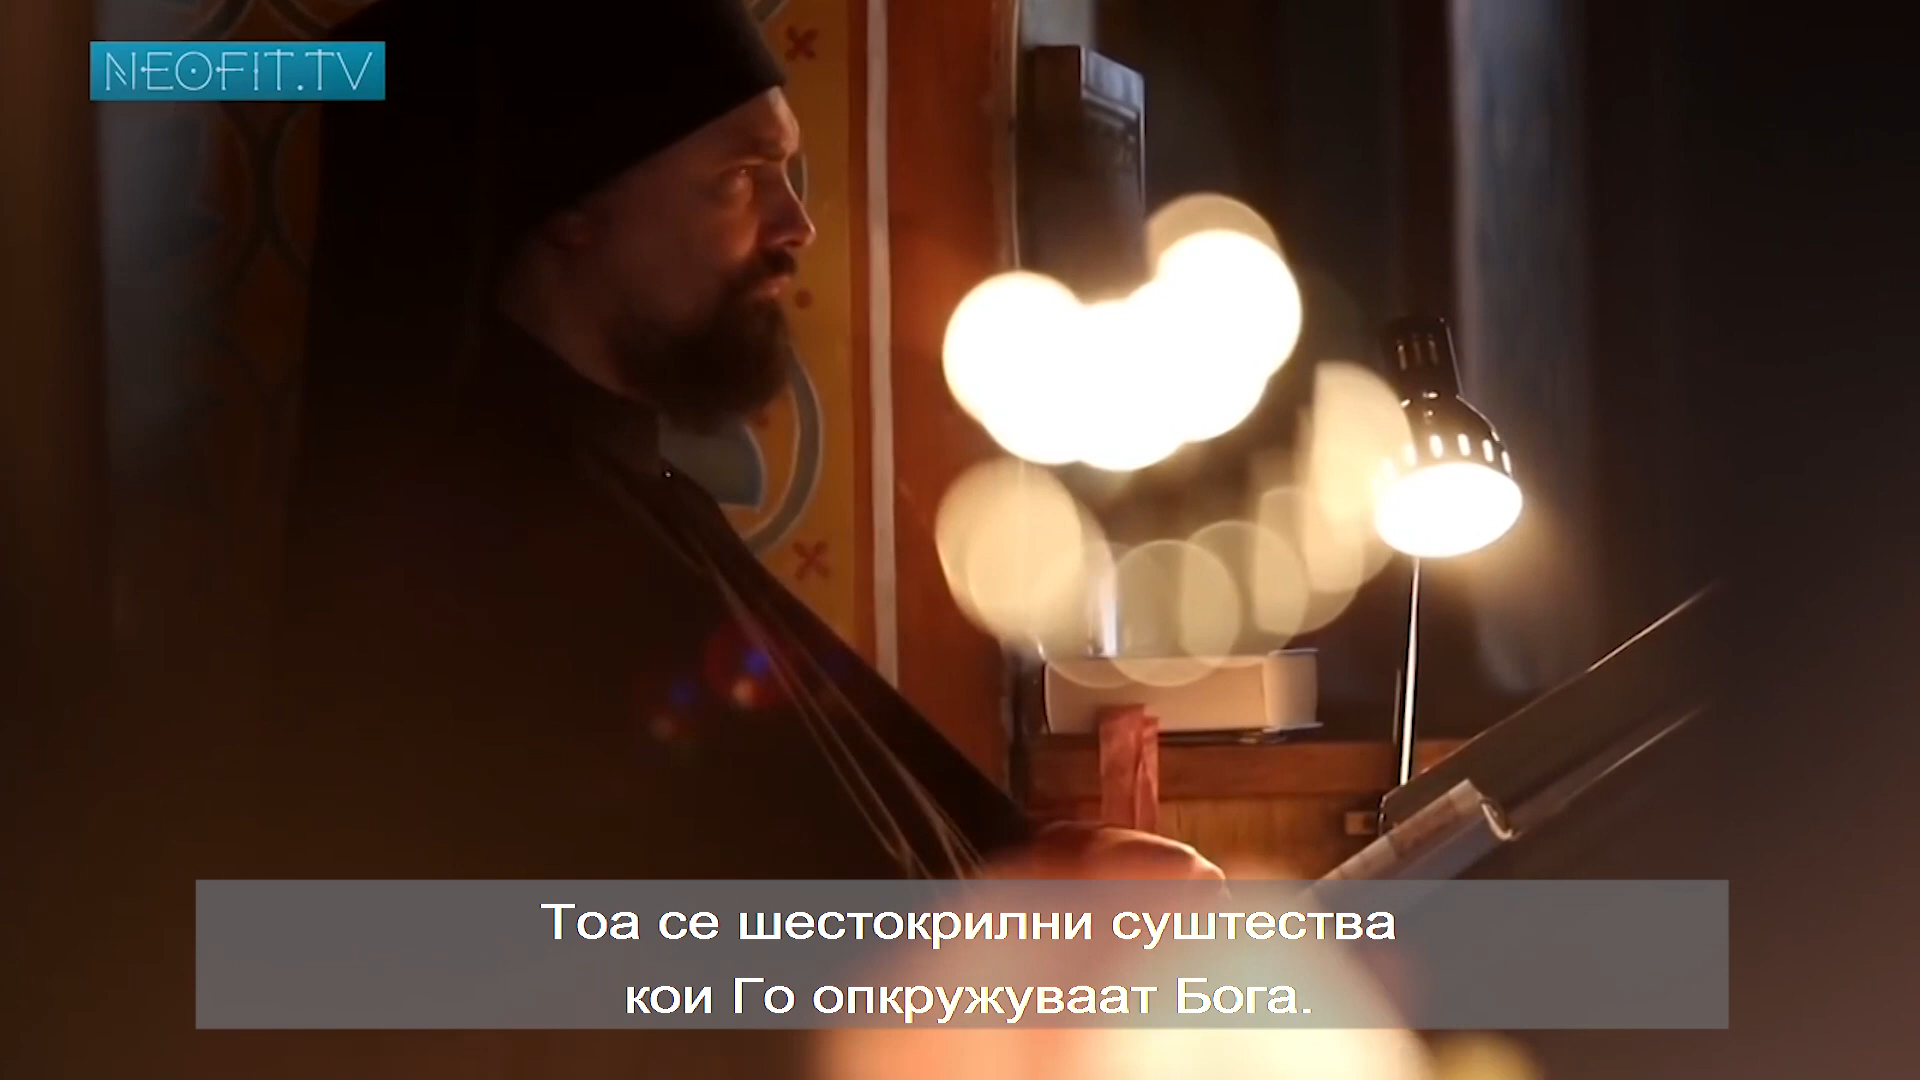 NEOFIT.TV
Тоа се шестокрилни суштества
кои Го опкружуваат Бога.